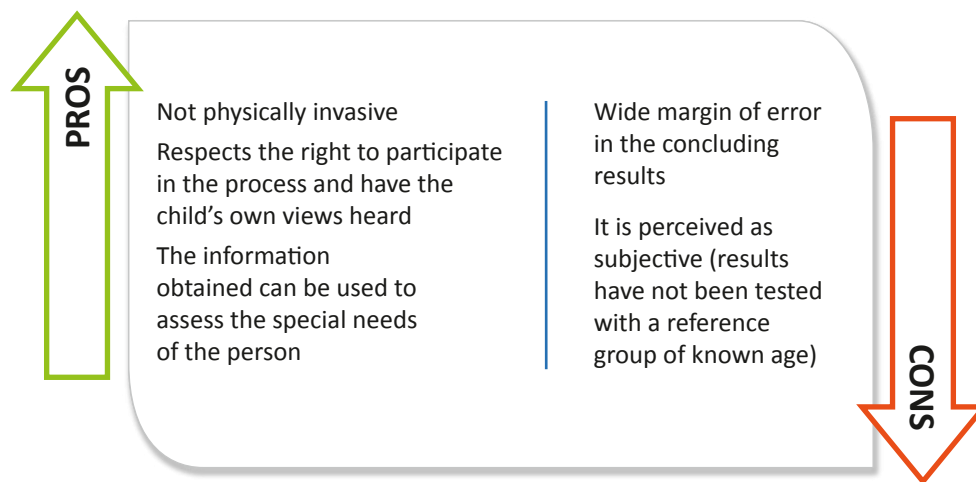 PROS
Not physically invasive
Respects the right to participate
in the process and have the
child’s own views heard
The information
obtained can be used to
assess the special needs
of the person
Wide margin of error
in the concluding
results
It is perceived as
subjective (results
have not been tested
with a reference
group of known age)
CONS